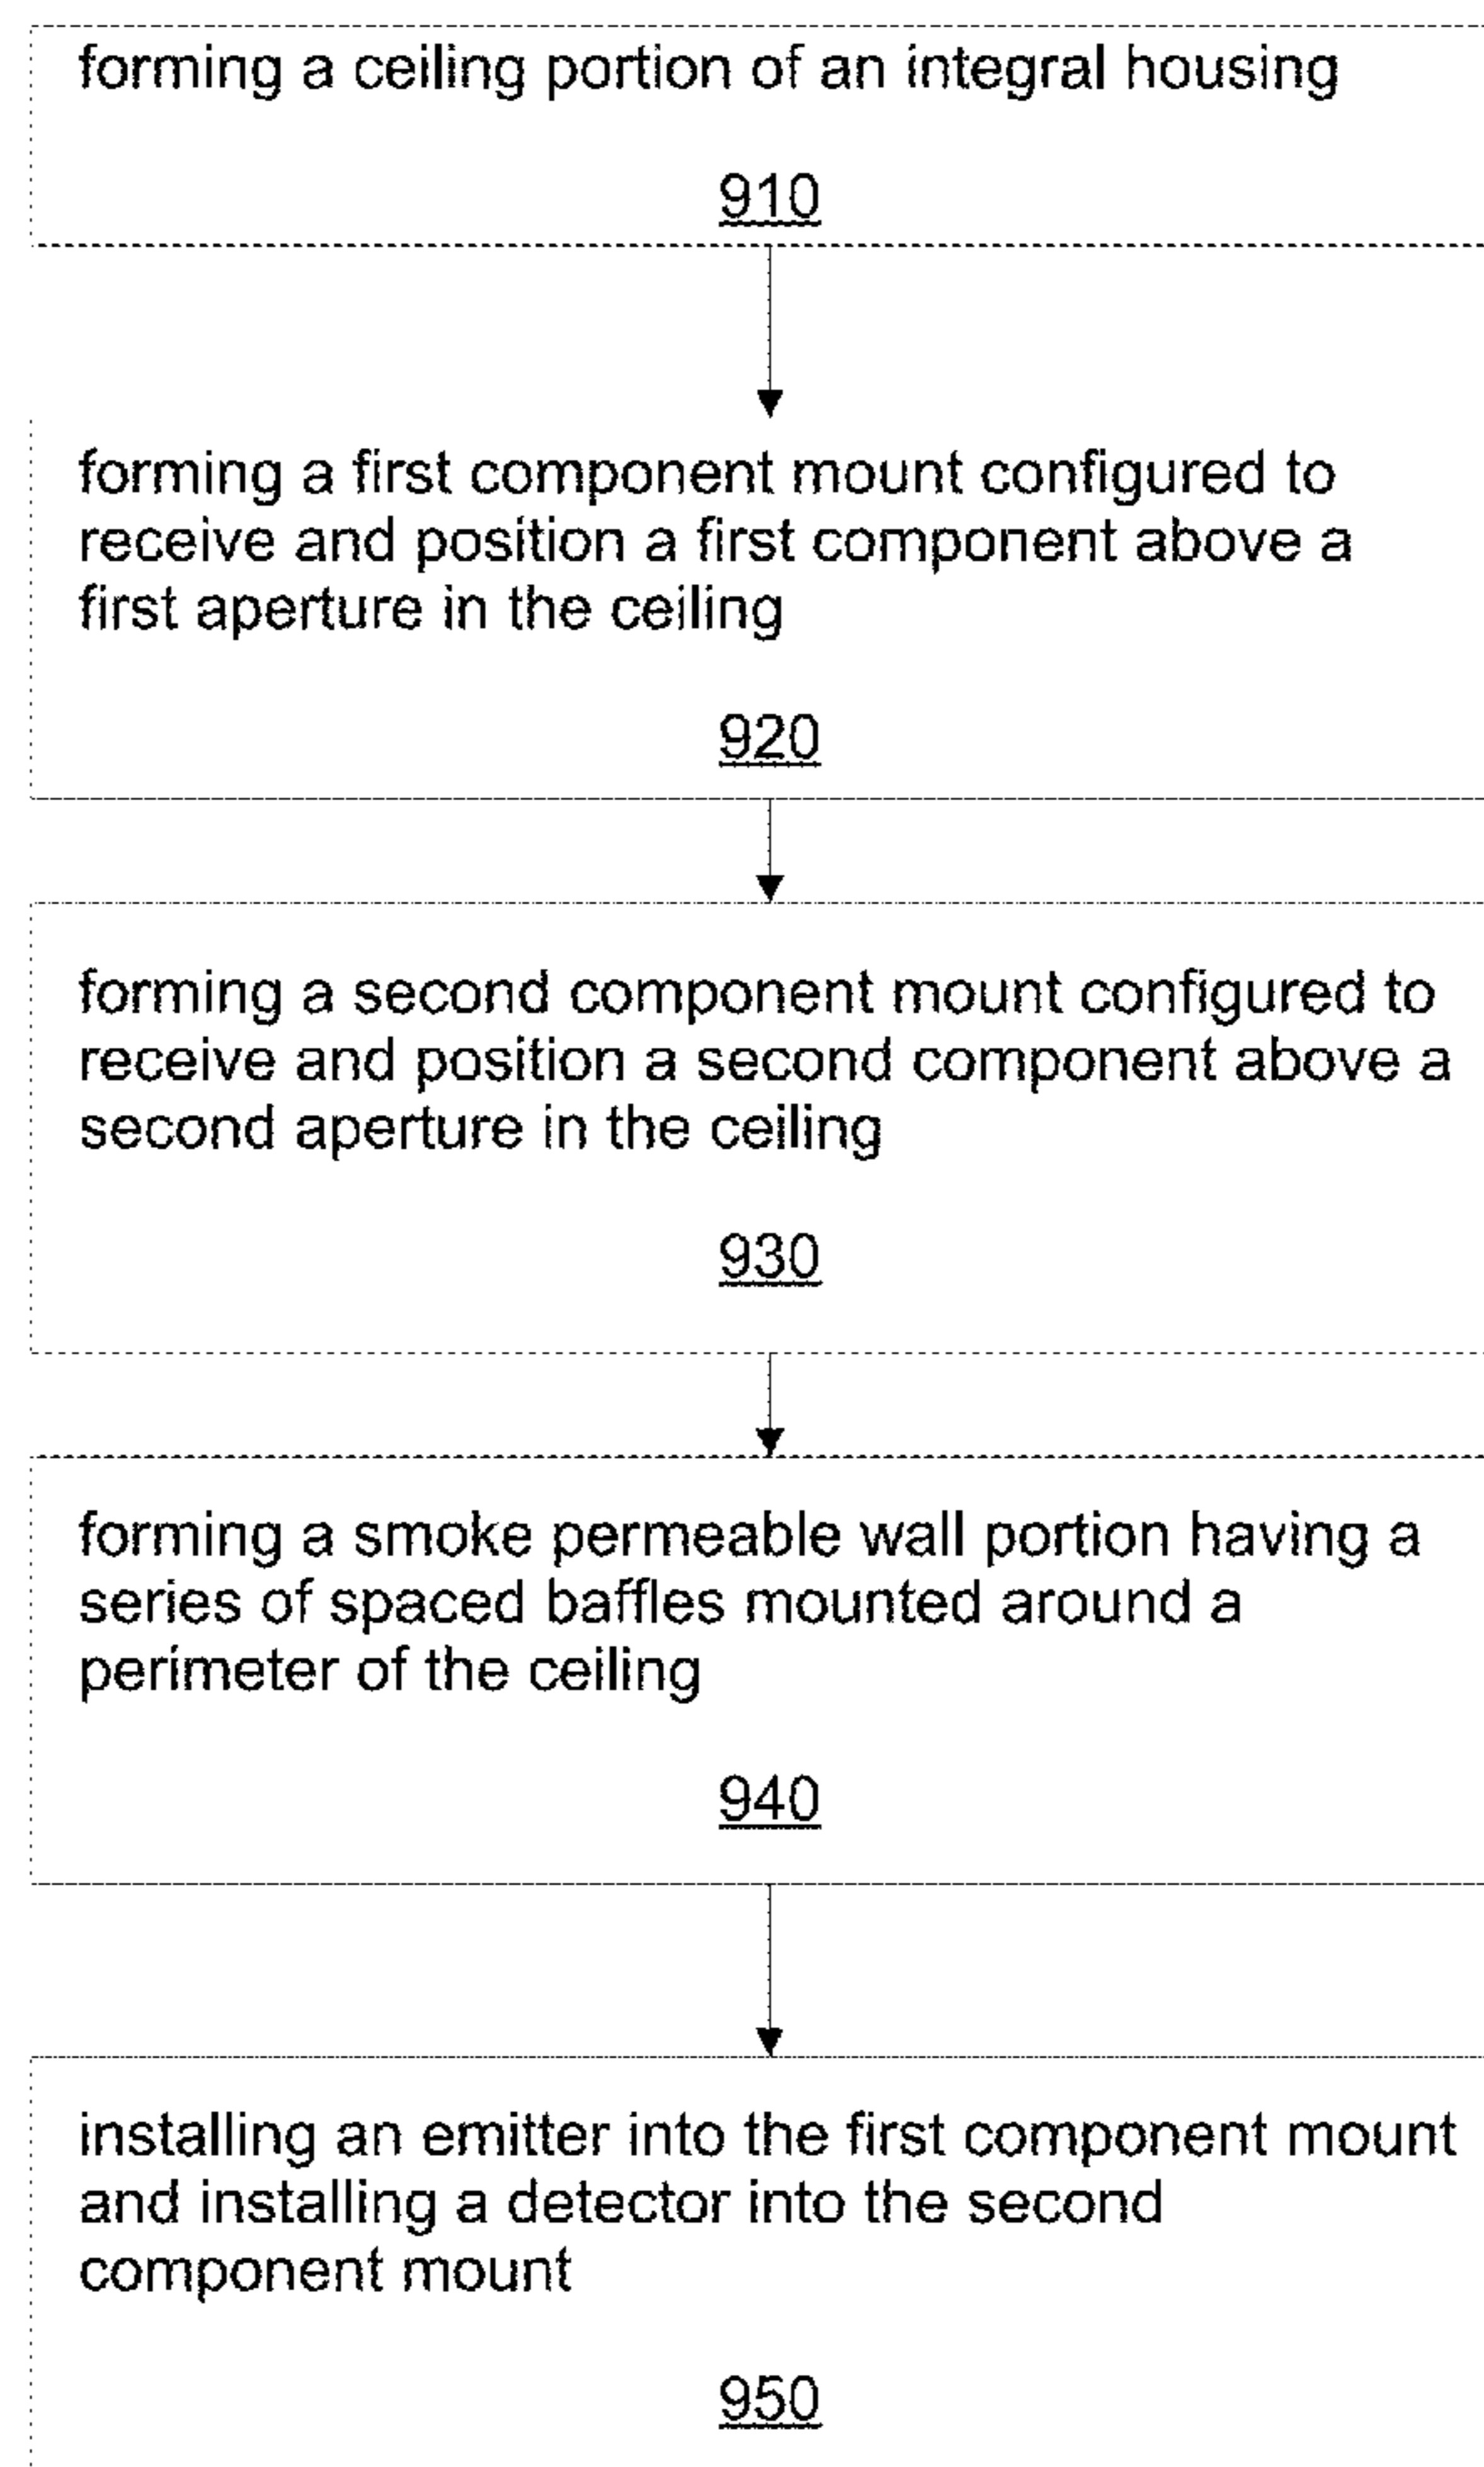 forming a ceiling portion of an integral housing
910
forming a first component mount configured to
receive and position a first component above a
first aperture in the ceiling
920
forming a second component mount configured to
receive and position a second component above a
second aperture in the ceiling
930
forming a smoke permeable wall portion having a
series of spaced baffles mounted around a
perimeter of the ceiling
940
installing an emitter into the first component mount
and installing a detector into the second
component mount
950